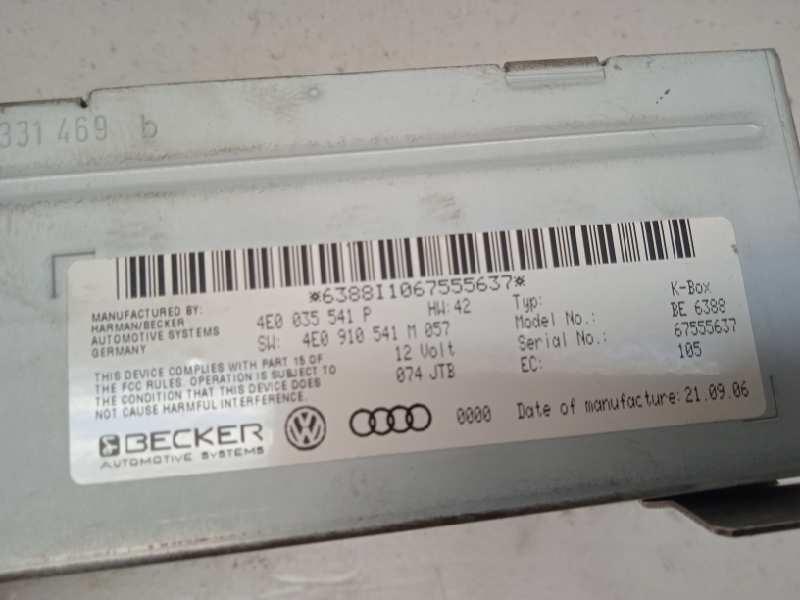 331 469 b
*6388I1067555637*
MANUFACTURED BY:
HARMAN/BECKER
AUTOMOTIVE SYSTEMS
GERMANY
4E0 035 541 P HW: 42
SW: 4E0 910 541 M 057
12 Volt
074 JTB
Typ: K-Box
Model No.: BE 6388
Serial No.: 67555637
EC: 105
THIS DEVICE COMPLIES WITH PART 15 OF
THE FCC RULES. OPERATION IS SUBJECT TO
THE CONDITION THAT THIS DEVICE DOES
NOT CAUSE HARMFUL INTERFERENCE.
BECKER
AUTOMOTIVE SYSTEMS
0000 Date of manufacture: 21.09.06